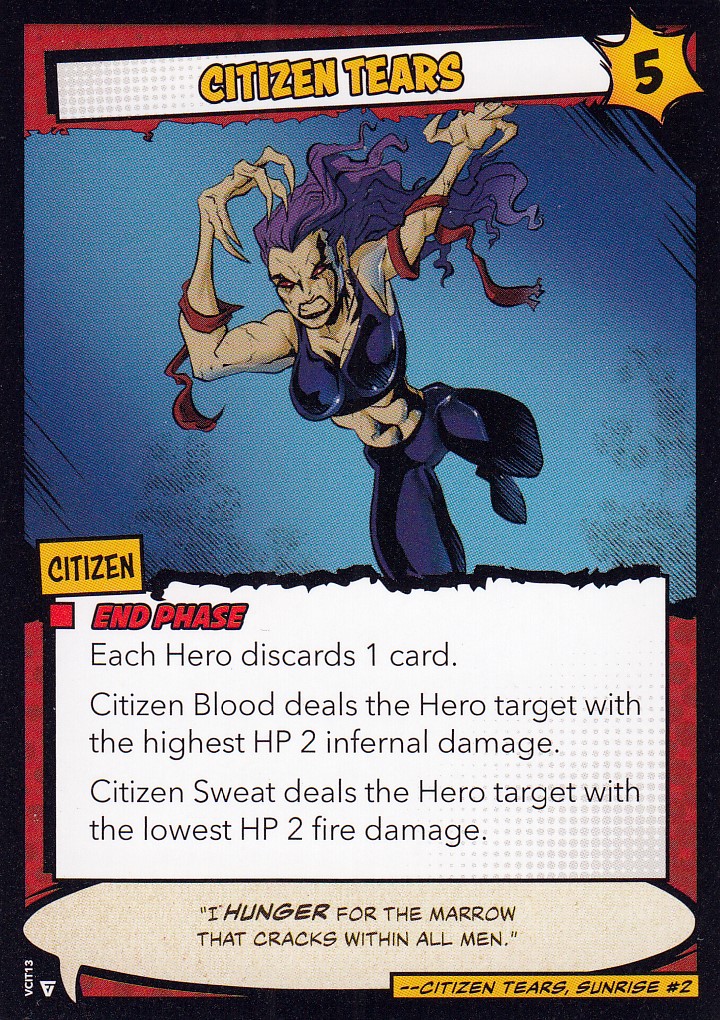 CITIZEN TEARS
5
CITIZEN
END PHASE
Each Hero discards 1 card.
Citizen Blood deals the Hero target with
the highest HP 2 infernal damage.
Citizen Sweat deals the Hero target with
the lowest HP 2 fire damage.
"I HUNGER FOR THE MARROW
THAT CRACKS WITHIN ALL MEN."
--CITIZEN TEARS, SUNRISE #2
VCIT13